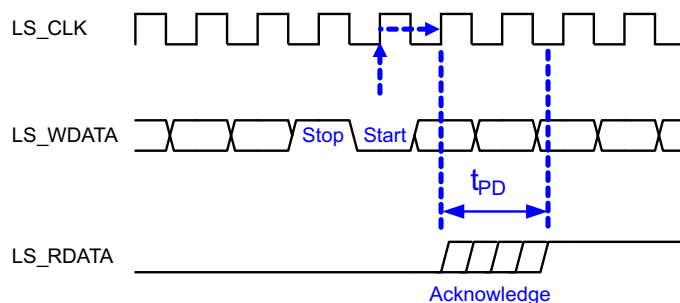 LS_CLK
LS_WDATA
Stop
Start
tPD
LS_RDATA
Acknowledge